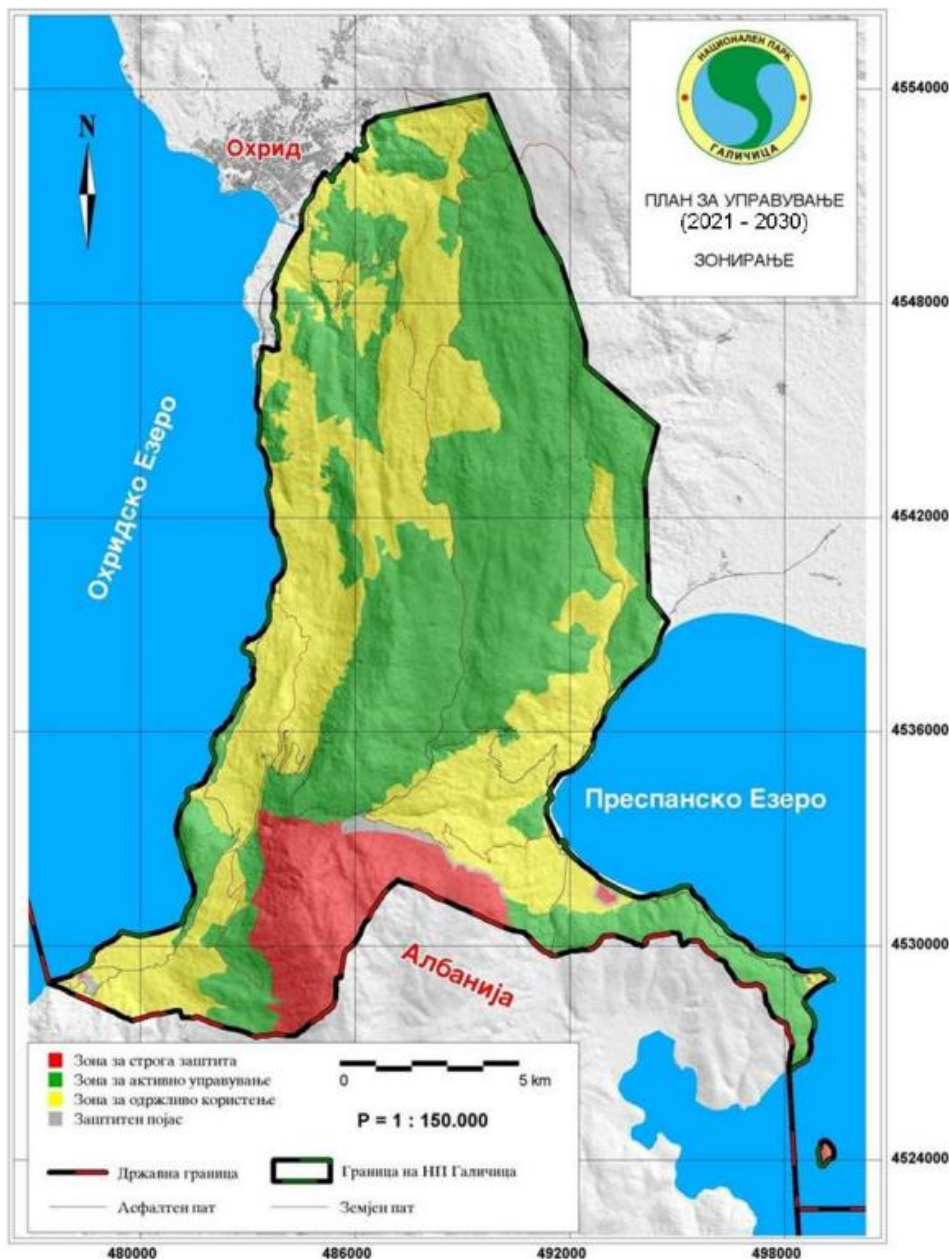 НАЦИОНАЛЕН ПАРК
ГАЛИЧИЦА
ПЛАН ЗА УПРАВУВАЊЕ
(2021 - 2030)
ЗОНИРАЊЕ
N
Охрид
Охридско Езеро
Преспанско Езеро
Албанија
4554000
4548000
4542000
4536000
4530000
4524000
Зона за строга заштита
Зона за активно управување
Зона за одржливо користење
Заштитен појас
0 5 km
Р = 1 : 150.000
Државна граница
Граница на НП Галичица
Асфалтен пат
Земјен пат
480000 486000 492000 498000